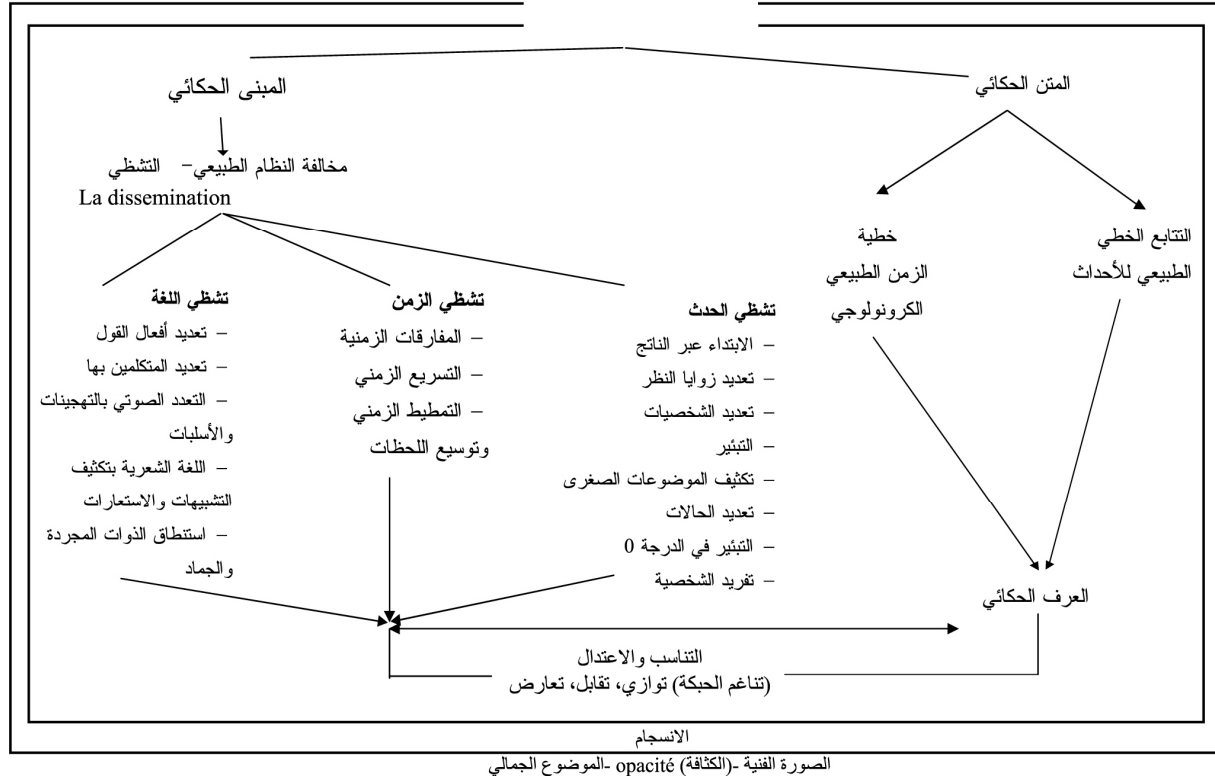 المتن الحكائي
المبنى الحكائي
مخالفة النظام الطبيعي– التشظي
La dissemination
التتابع الخطي
الطبيعي للأحداث
خطية
الزمن الطبيعي
الكرونولوجي
تشظي الحدث
– الابتداء عبر الناتج
– تعديد زوايا النظر
– تعديد الشخصيات
– التبئير
– تكثيف الموضوعات الصغرى
– تعديد الحالات
– التبئير في الدرجة 0
– تفريد الشخصية
تشظي الزمن
– المفارقات الزمنية
– التسريع الزمني
– التمطيط الزمني
وتوسيع اللحظات
تشظي اللغة
– تعديد أفعال القول
– تعديد المتكلمين بها
– التعدد الصوتي بالتهجينات
والأسلبات
– اللغة الشعرية بتكثيف
التشبيهات والاستعارات
– استنطاق الذوات المجردة
والجماد
العرف الحكائي
التناسب والاعتدال
(تناغم الحبكة) توازي، تقابل، تعارض
الانسجام
الصورة الفنية -(الكثافة) opacité -الموضوع الجمالي